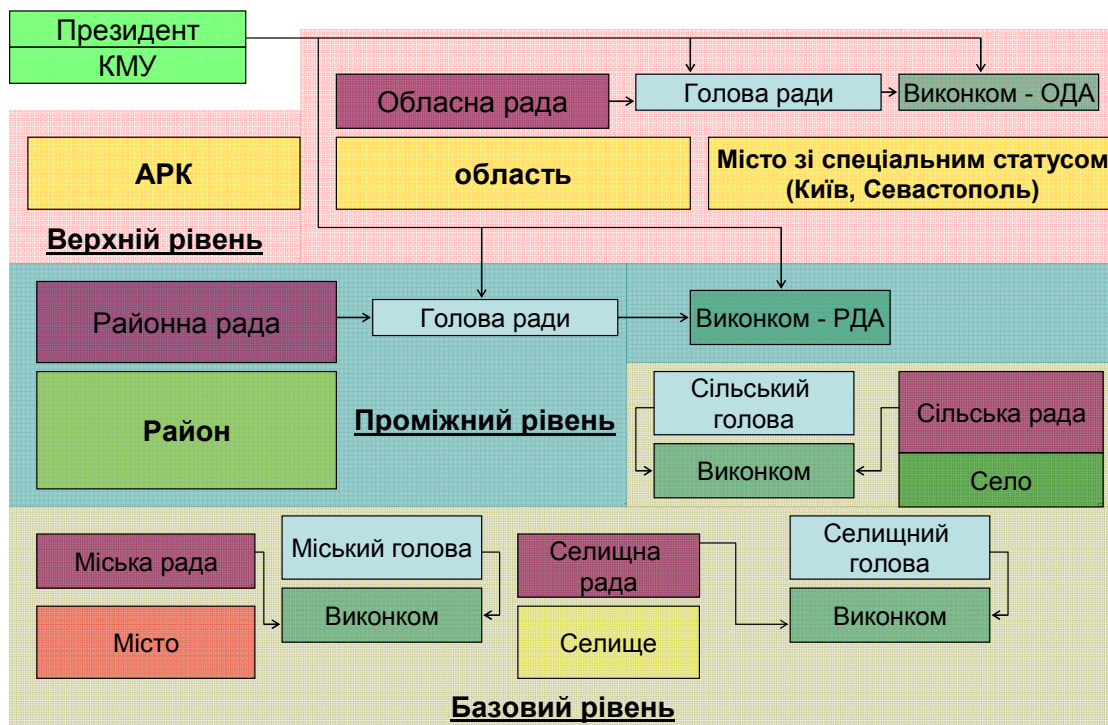 Президент
КМУ
Обласна рада
Голова ради
Виконком - ОДА
АРК
область
Місто зі спеціальним статусом
(Київ, Севастополь)
Верхній рівень
Районна рада
Голова ради
Виконком - РДА
Район
Проміжний рівень
Сільський
голова
Сільська рада
Виконком
Село
Міська рада
Міський голова
Виконком
Місто
Селищна
рада
Селищний
голова
Виконком
Селище
Базовий рівень